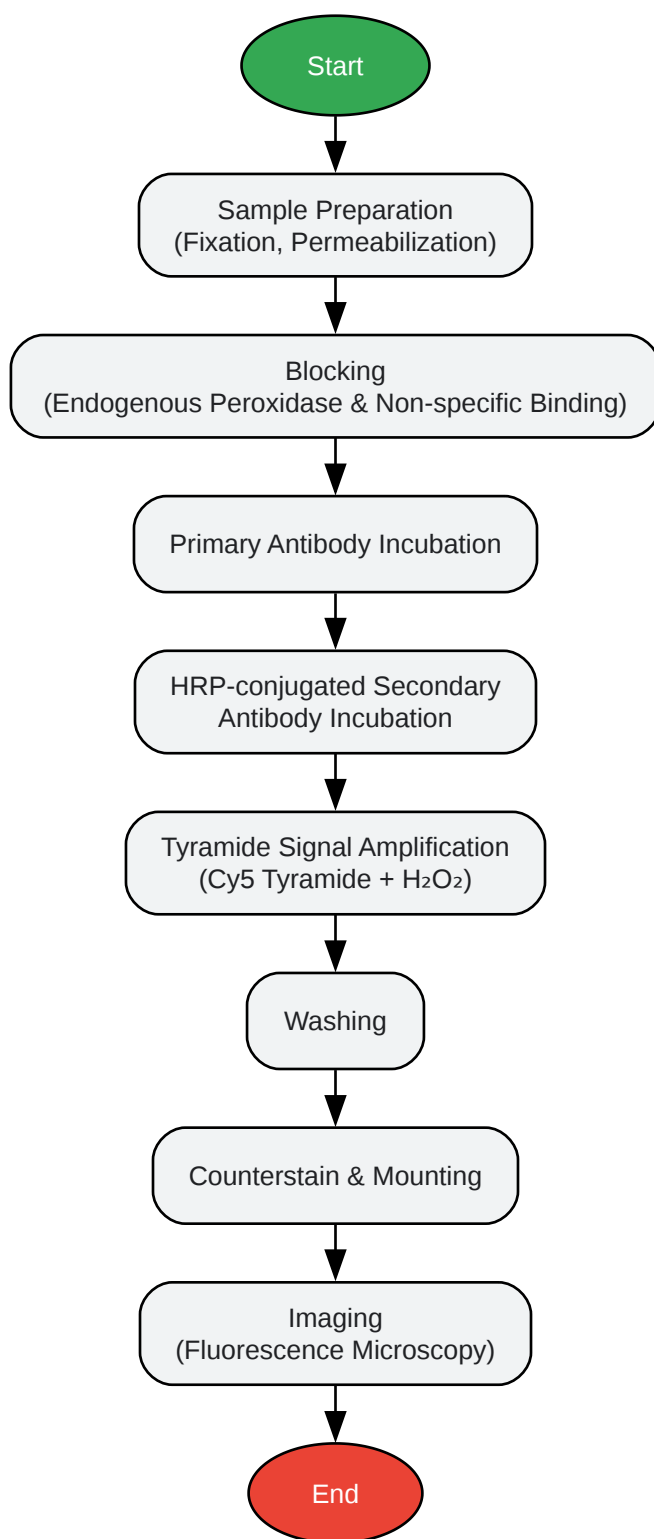 Start
Sample Preparation
(Fixation, Permeabilization)
Blocking
(Endogenous Peroxidase & Non-specific Binding)
Primary Antibody Incubation
HRP-conjugated Secondary
Antibody Incubation
Tyramide Signal Amplification
(Cy5 Tyramide + H₂O₂)
Washing
Counterstain & Mounting
Imaging
(Fluorescence Microscopy)
End